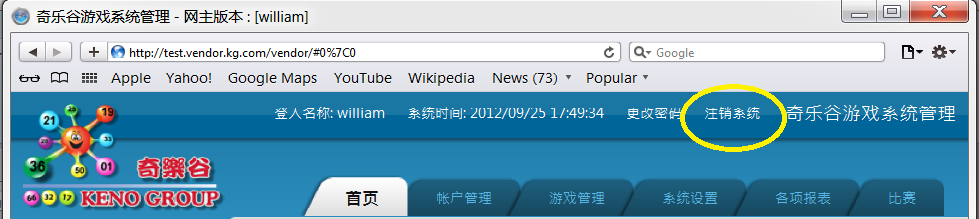 奇乐谷游戏系统管理 - 网主版本 : [william]
http://test.vendor.kg.com/vendor/#0%7C0
Google
Apple Yahoo! Google Maps YouTube Wikipedia News (73) Popular
登入名称: william 系统时间: 2012/09/25 17:49:34 更改密码 注销系统 奇乐谷游戏系统管理
21 19 33 36 50 01
奇樂谷
66 32 17 KENO GROUP
首页 帐户管理 游戏管理 系统设置 各项报表 比赛